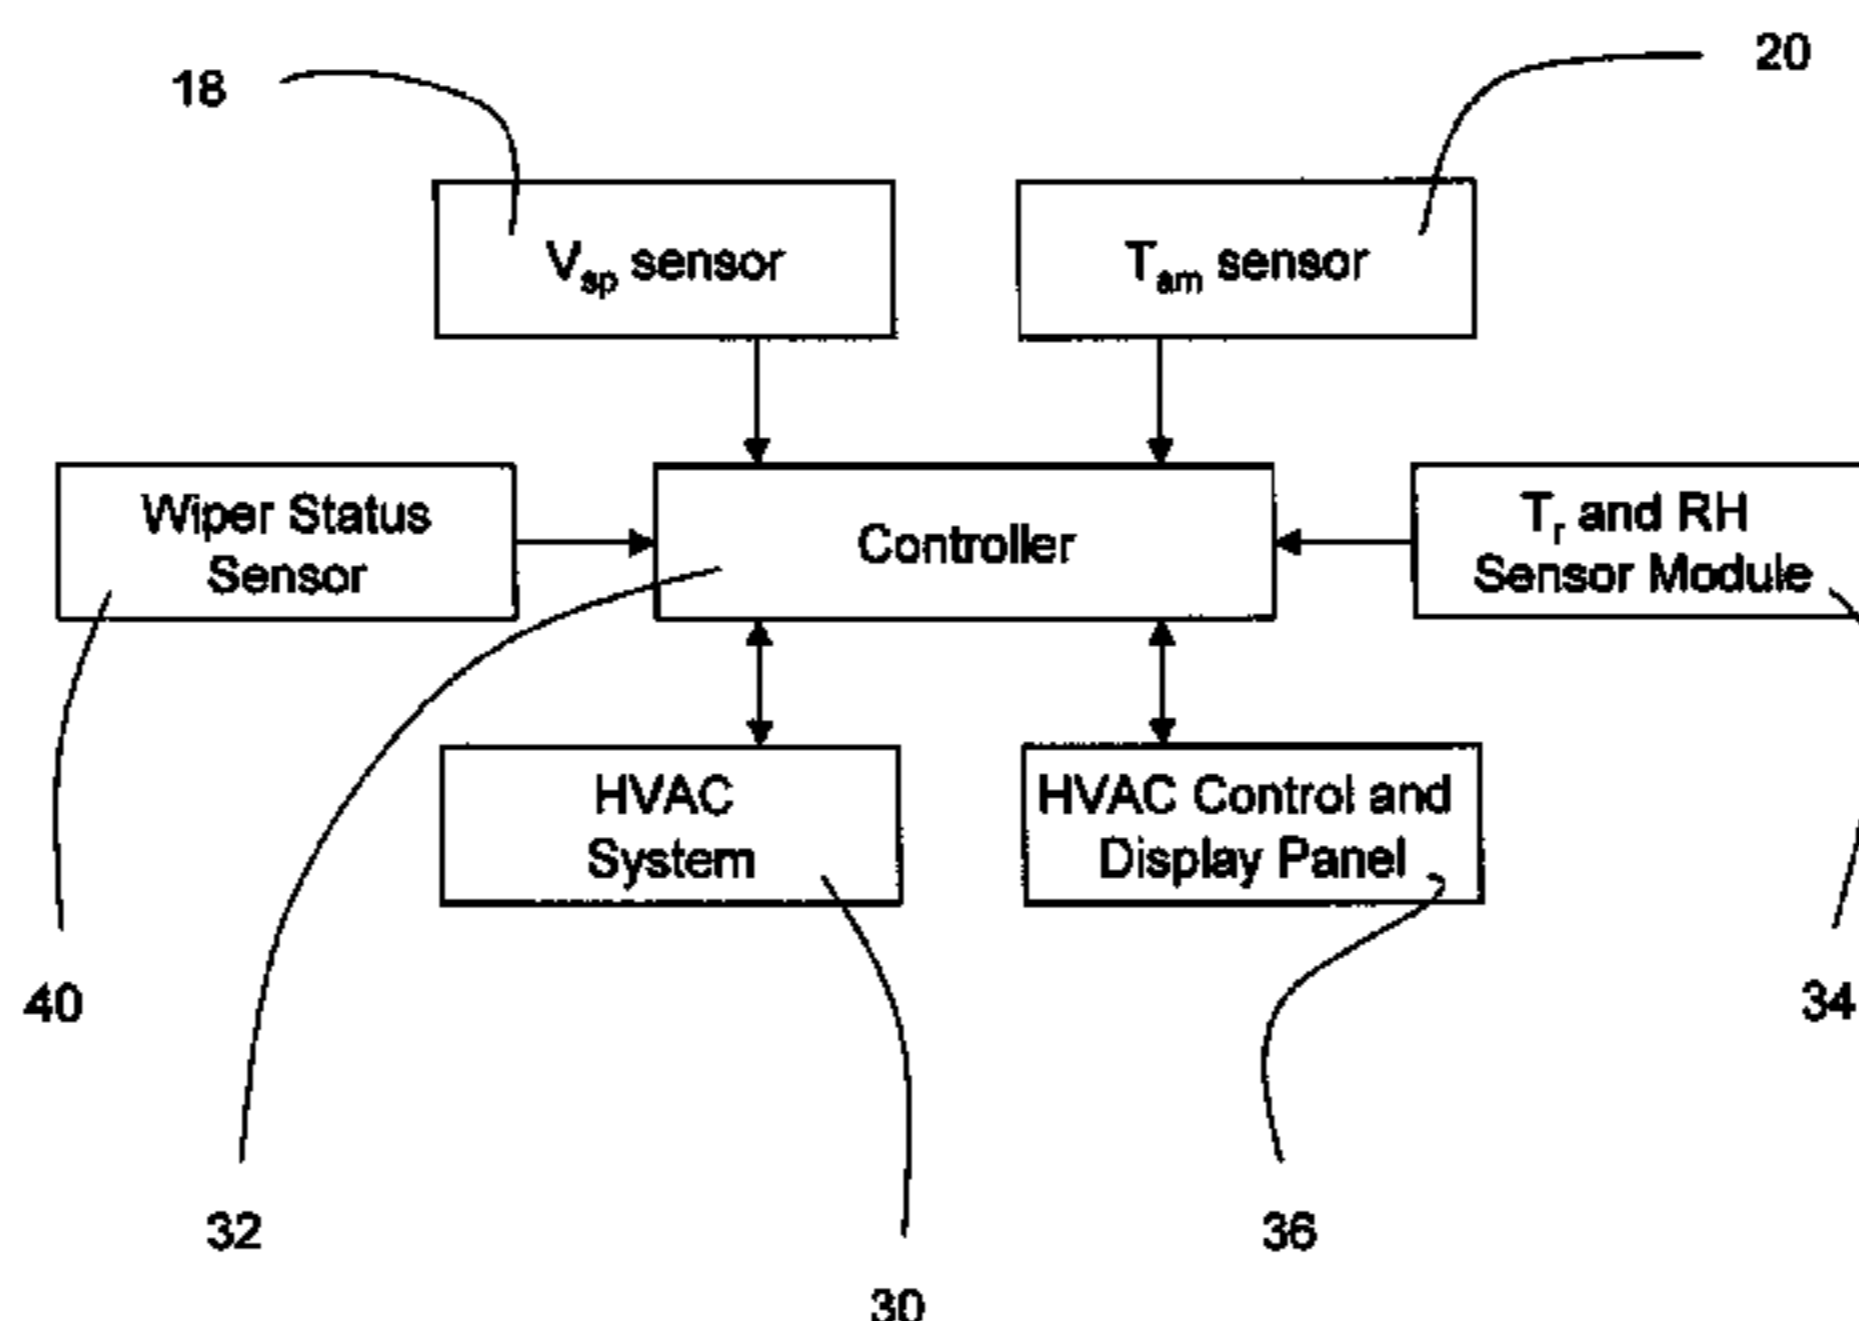 18
20
Vsp sensor
Tam sensor
Wiper Status
Sensor
Controller
Tr and RH
Sensor Module
HVAC
System
HVAC Control and
Display Panel
40
34
32
36
30